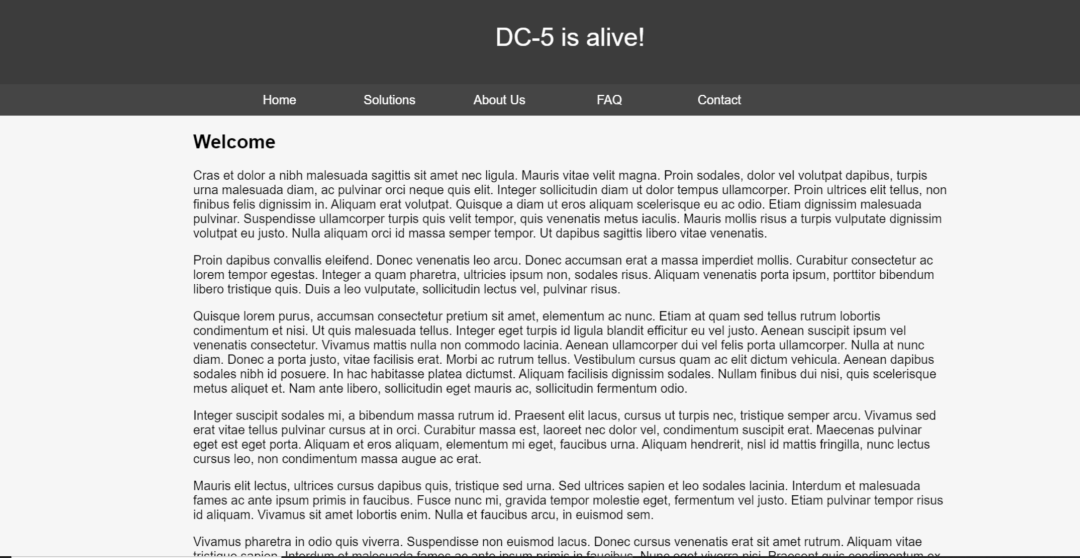 DC-5 is alive!
Home Solutions About Us FAQ Contact
Welcome
Cras et dolor a nibh malesuada sagittis sit amet nec ligula. Mauris vitae velit magna. Proin sodales, dolor vel volutpat dapibus, turpis
urna malesuada diam, ac pulvinar orci neque quis elit. Integer sollicitudin diam ut dolor tempus ullamcorper. Proin ultrices elit tellus, non
finibus felis dignissim in. Aliquam erat volutpat. Quisque a diam ut eros aliquam scelerisque eu ac odio. Etiam dignissim malesuada
pulvinar. Suspendisse ullamcorper turpis quis velit tempor, quis venenatis metus iaculis. Mauris mollis risus a turpis vulputate dignissim
volutpat eu justo. Nulla aliquam orci id massa semper tempor. Ut dapibus sagittis libero vitae venenatis.
Proin dapibus convallis eleifend. Donec venenatis leo arcu. Donec accumsan erat a massa imperdiet mollis. Curabitur consectetur ac
lorem tempor egestas. Integer a quam pharetra, ultricies ipsum non, sodales risus. Aliquam venenatis porta ipsum, porttitor bibendum
libero tristique quis. Duis a leo vulputate, sollicitudin lectus vel, pulvinar risus.
Quisque lorem purus, accumsan consectetur pretium sit amet, elementum ac nunc. Etiam at quam sed tellus rutrum lobortis
condimentum et nisi. Ut quis malesuada tellus. Integer eget turpis id ligula blandit efficitur eu vel justo. Aenean suscipit ipsum vel
venenatis consectetur. Vivamus mattis nulla non commodo lacinia. Aenean ullamcorper dui vel felis porta ullamcorper. Nulla at nunc
diam. Donec a porta justo, vitae facilisis erat. Morbi ac rutrum tellus. Vestibulum cursus quam ac elit dictum vehicula. Aenean dapibus
sodales nibh id posuere. In hac habitasse platea dictumst. Aliquam facilisis dignissim sodales. Nullam finibus dui nisi, quis scelerisque
metus aliquet et. Nam ante libero, sollicitudin eget mauris ac, sollicitudin fermentum odio.
Integer suscipit sodales mi, a bibendum massa rutrum id. Praesent elit lacus, cursus ut turpis nec, tristique semper arcu. Vivamus sed
erat vitae tellus pulvinar cursus at in orci. Curabitur massa est, laoreet nec dolor vel, condimentum suscipit erat. Maecenas pulvinar
eget est eget porta. Aliquam et eros aliquam, elementum mi eget, faucibus urna. Aliquam hendrerit, nisl id mattis fringilla, nunc lectus
cursus leo, non condimentum massa augue ac erat.
Mauris elit lectus, ultrices cursus dapibus quis, tristique sed urna. Sed ultrices sapien et leo sodales lacinia. Interdum et malesuada
fames ac ante ipsum primis in faucibus. Fusce nunc mi, gravida tempor molestie eget, fermentum vel justo. Etiam pulvinar tempor risus
id aliquam. Vivamus sit amet lobortis enim. Nulla et faucibus arcu, in euismod sem.
Vivamus pharetra in odio quis viverra. Suspendisse non euismod lacus. Donec cursus venenatis erat sit amet rutrum. Aliquam vitae
tristique sapien. Interdum et malesuada fames ac ante ipsum primis in faucibus. Nunc eget viverra nisi. Praesent quis condimentum ex